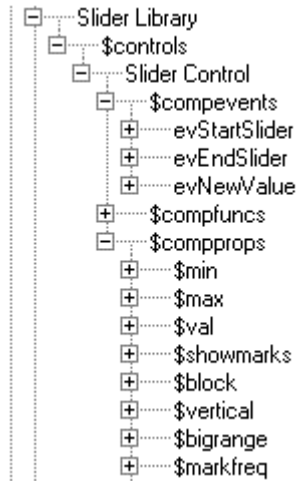 Slider Library
$controls
Slider Control
$compevents
evStartSlider
evEndSlider
evNewValue
$compfuncs
$compprops
$min
$max
$val
$showmarks
$block
$vertical
$bigrange
$markfreq